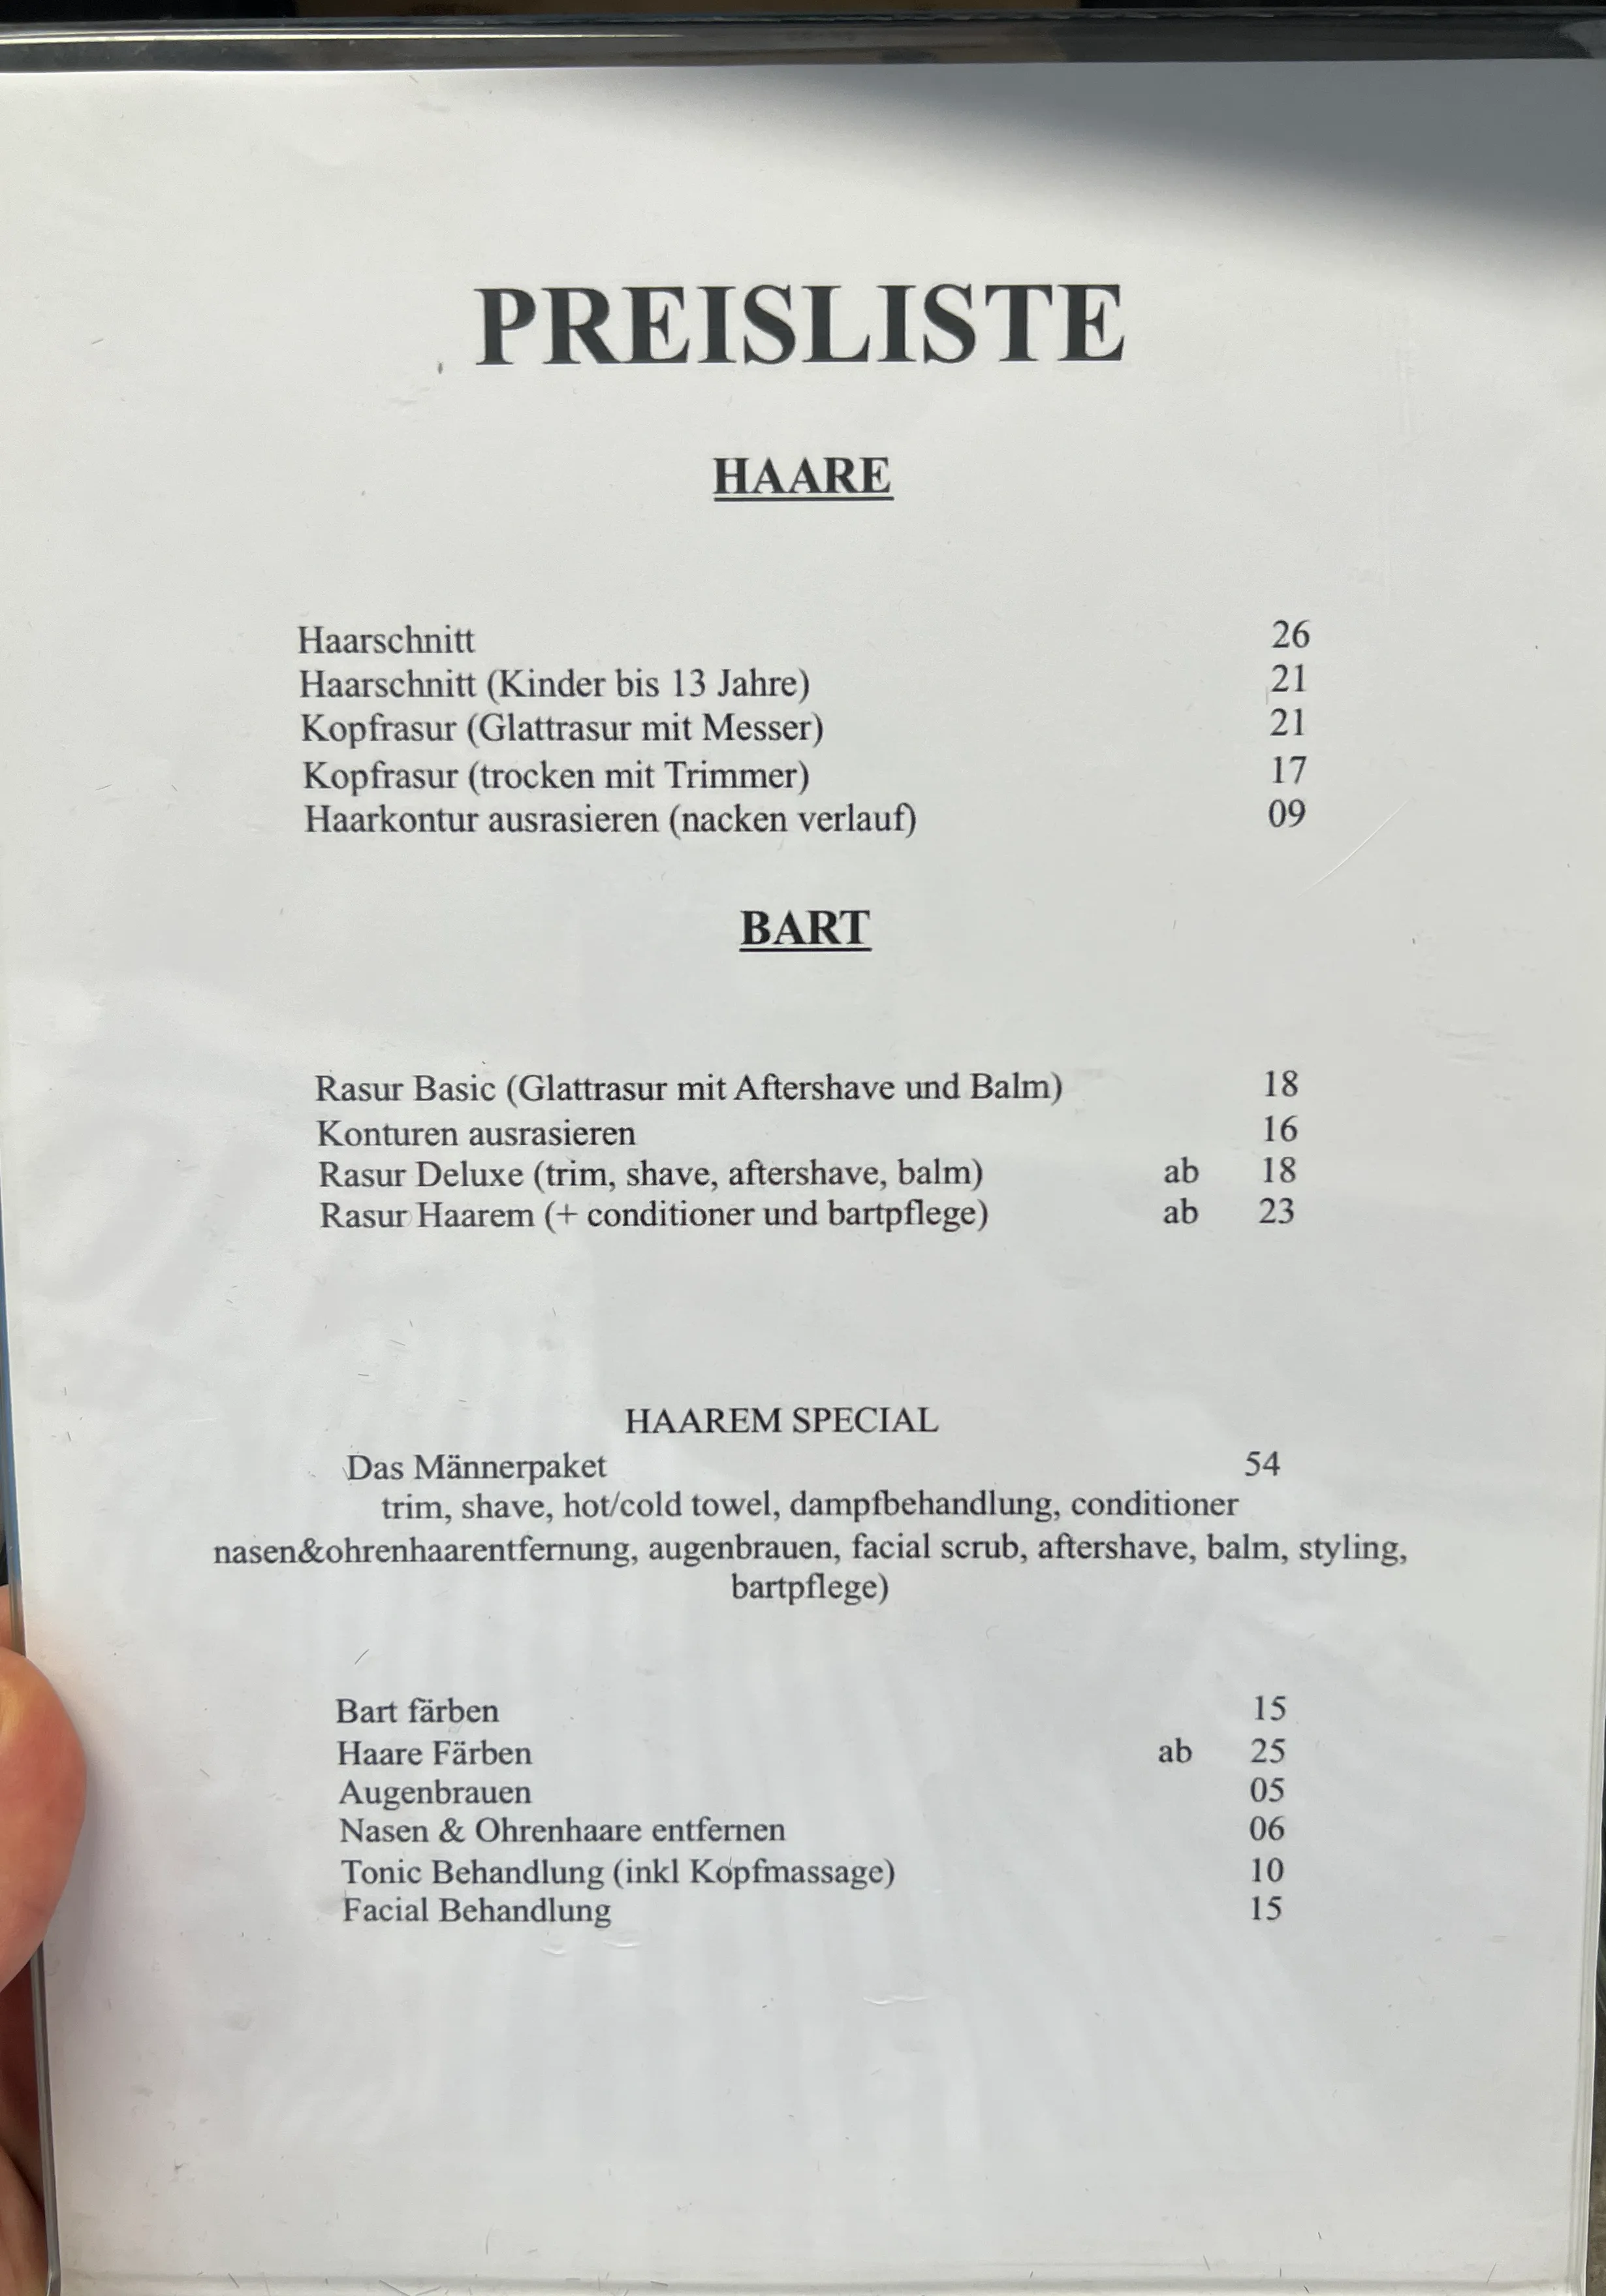 PREISLISTE
HAARE
Haarschnitt 26
Haarschnitt (Kinder bis 13 Jahre) 21
Kopfrasur (Glattrasur mit Messer) 21
Kopfrasur (trocken mit Trimmer) 17
Haarkontur ausrasieren (nacken verlauf) 09
BART
Rasur Basic (Glattrasur mit Aftershave und Balm) 18
Konturen ausrasieren 16
Rasur Deluxe (trim, shave, aftershave, balm) ab 18
Rasur Haarem (+ conditioner und bartpflege) ab 23
HAAREM SPECIAL
Das Männerpaket 54
trim, shave, hot/cold towel, dampfbehandlung, conditioner
nasen&ohrenhaarentfernung, augenbrauen, facial scrub, aftershave, balm, styling,
bartpflege)
Bart färben 15
Haare Färben ab 25
Augenbrauen 05
Nasen & Ohrenhaare entfernen 06
Tonic Behandlung (inkl Kopfmassage) 10
Facial Behandlung 15